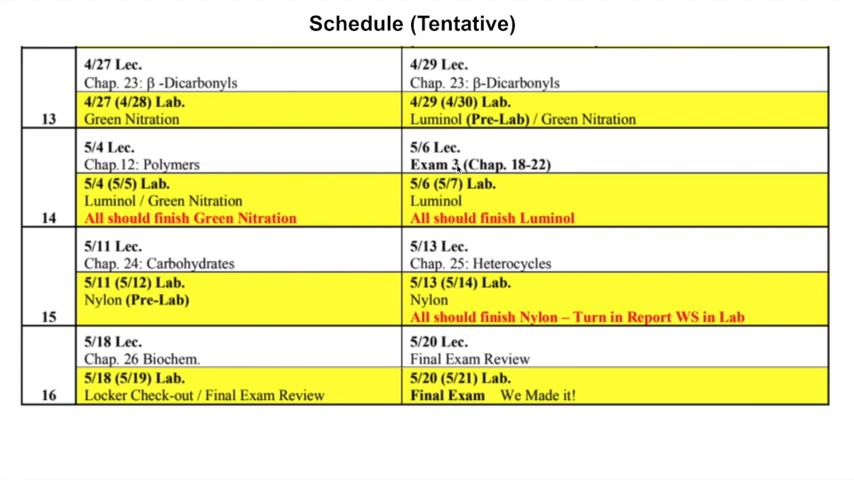 Schedule (Tentative)
4/27 Lec.
Chap. 23: β -Dicarbonyls
4/29 Lec.
Chap. 23: β-Dicarbonyls
13
4/27 (4/28) Lab.
Green Nitration
4/29 (4/30) Lab.
Luminol (Pre-Lab) / Green Nitration
5/4 Lec.
Chap.12: Polymers
5/6 Lec.
Exam 3 (Chap. 18-22)
14
5/4 (5/5) Lab.
Luminol / Green Nitration
All should finish Green Nitration
5/6 (5/7) Lab.
Luminol
All should finish Luminol
5/11 Lec.
Chap. 24: Carbohydrates
5/13 Lec.
Chap. 25: Heterocycles
15
5/11 (5/12) Lab.
Nylon (Pre-Lab)
5/13 (5/14) Lab.
Nylon
All should finish Nylon – Turn in Report WS in Lab
5/18 Lec.
Chap. 26 Biochem.
5/20 Lec.
Final Exam Review
16
5/18 (5/19) Lab.
Locker Check-out / Final Exam Review
5/20 (5/21) Lab.
Final Exam We Made it!